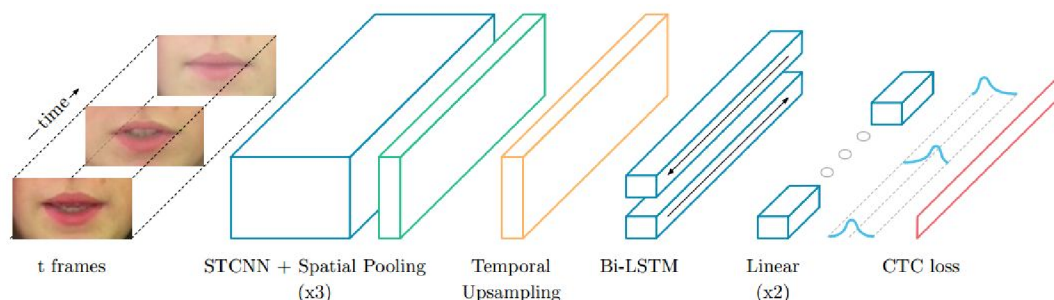 time
t frames
STCNN + Spatial Pooling
(x3)
Temporal
Upsampling
Bi-LSTM
Linear
(x2)
CTC loss